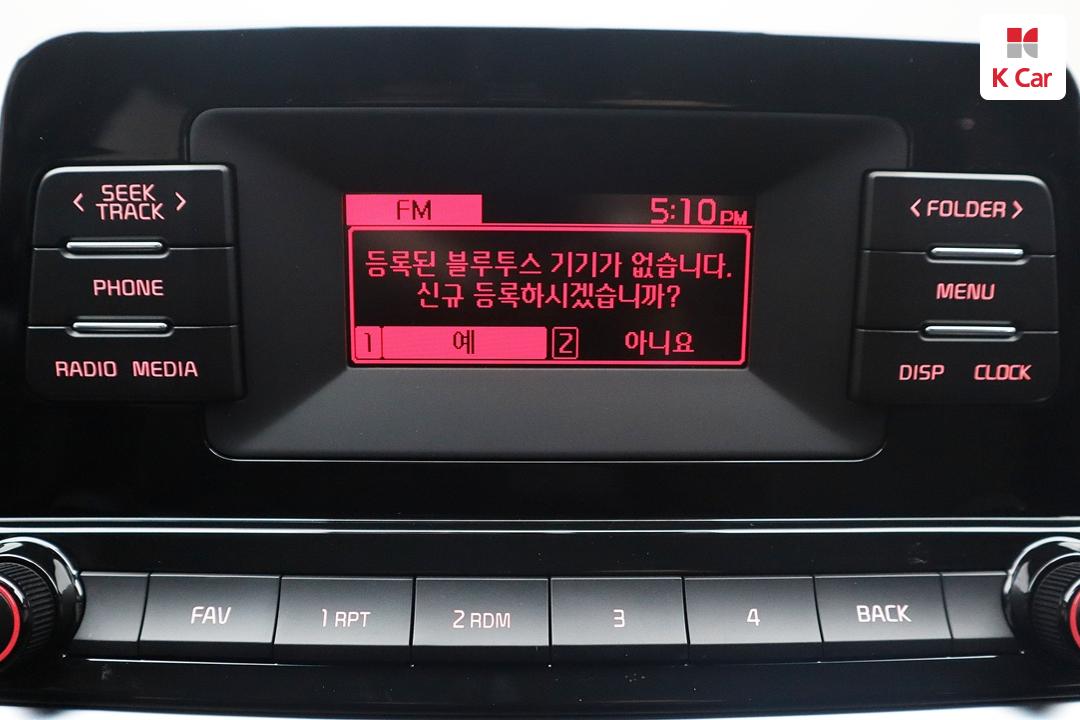 K Car
< SEEK >
TRACK
PHONE
RADIO MEDIA
FM 5:10 PM
등록된 블루투스 기기가 없습니다.
신규 등록하시겠습니까?
1 예 2 아니요
< FOLDER >
MENU
DISP CLOCK
FAV 1 RPT 2 RDM 3 4 BACK